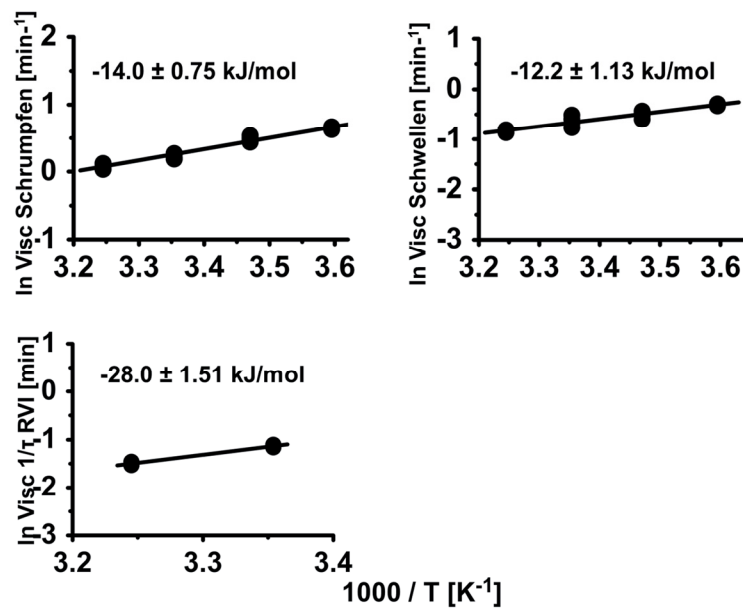 2
1
0
-1
ln Visc Schrumpfen [min-¹]
-14.0 ± 0.75 kJ/mol
3.2 3.3 3.4 3.5 3.6
1
0
-1
-2
-3
ln Visc Schwellen [min-¹]
-12.2 ± 1.13 kJ/mol
3.2 3.3 3.4 3.5 3.6
1
0
-1
-2
-3
ln Visc 1/τ RVI [min]
-28.0 ± 1.51 kJ/mol
3.2 3.3 3.4
1000 / T [K⁻¹]